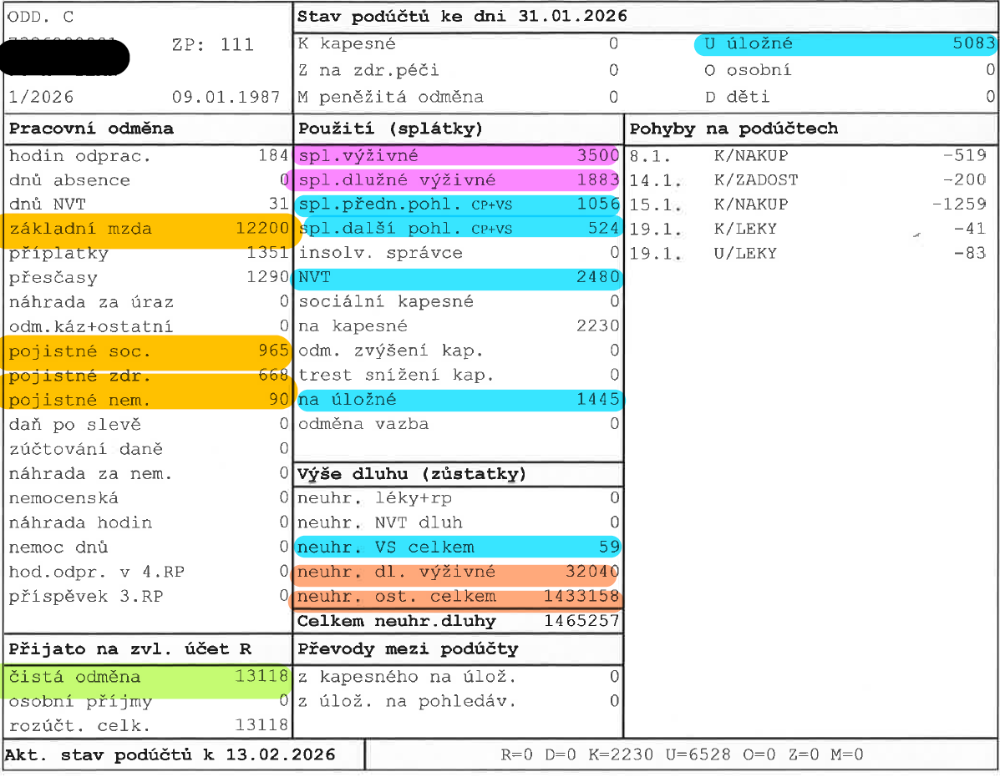 ODD. C
ZP: 111
1/2026 09.01.1987
Stav podúčtů ke dni 31.01.2026
K kapesné 0 U úložné 5083
Z na zdr.péči 0 O osobní 0
M peněžitá odměna 0 D děti 0
Pracovní odměna
hodin odprac. 184
dnů absence 0
dnů NVT 31
základní mzda 12200
příplatky 1351
přesčasy 1290
náhrada za úraz 0
odm.káz+ostatní 0
pojistné soc. 965
pojistné zdr. 668
pojistné nem. 90
daň po slevě 0
zúčtování daně 0
náhrada za nem. 0
nemocenská 0
náhrada hodin 0
nemoc dnů 0
hod.odpr. v 4.RP 0
příspěvek 3.RP 0
Přijato na zvl. účet R
čistá odměna 13118
osobní příjmy 0
rozúčt. celk. 13118
Použití (splátky)
spl.výživné 3500
spl.dlužné výživné 1883
spl.předn.pohl. CP+VS 1056
spl.další pohl. CP+VS 524
insolv. správce 0
NVT 2480
sociální kapesné 0
na kapesné 2230
odm. zvýšení kap. 0
trest snížení kap. 0
na úložné 1445
odměna vazba 0
Výše dluhu (zůstatky)
neuhr. léky+rp 0
neuhr. NVT dluh 0
neuhr. VS celkem 59
neuhr. dl. výživné 32040
neuhr. ost. celkem 1433158
Celkem neuhr.dluhy 1465257
Převody mezi podúčty
z kapesného na úlož. 0
z úlož. na pohledáv. 0
Pohyby na podúčtech
8.1. K/NAKUP -519
14.1. K/ZADOST -200
15.1. K/NAKUP -1259
19.1. K/LEKY -41
19.1. U/LEKY -83
Akt. stav podúčtů k 13.02.2026
R=0 D=0 K=2230 U=6528 O=0 Z=0 M=0